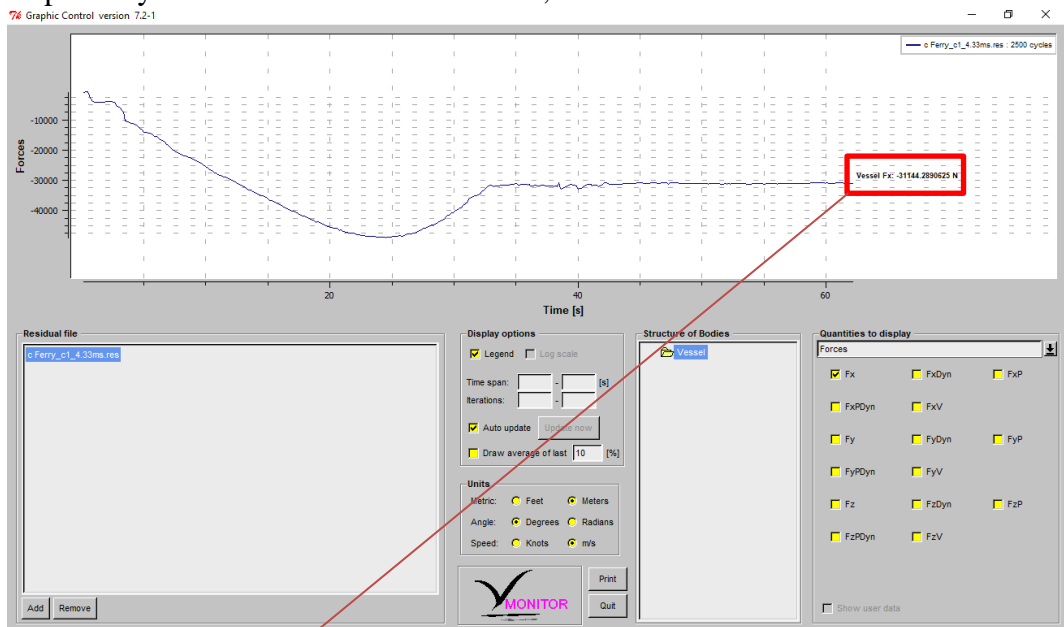 Graphic Control version 7.2-1
c Ferry_c1_4.33ms.res : 2500 cycles
Forces
-10000
-20000
-30000
-40000
Vessel Fx: -31144.2890625 N
20
40
60
Time [s]
Residual file
c Ferry_c1_4.33ms.res
Add
Remove
Display options
Legend
Log scale
Time span:
-
[s]
Iterations:
-
Auto update
Update now
Draw average of last
10
[%]
Units
Metric:
Feet
Meters
Angle:
Degrees
Radians
Speed:
Knots
m/s
MONITOR
Print
Quit
Structure of Bodies
Vessel
Quantities to display
Forces
Fx
FxDyn
FxP
FxPDyn
FxV
Fy
FyDyn
FyP
FyPDyn
FyV
Fz
FzDyn
FzP
FzPDyn
FzV
Show user data